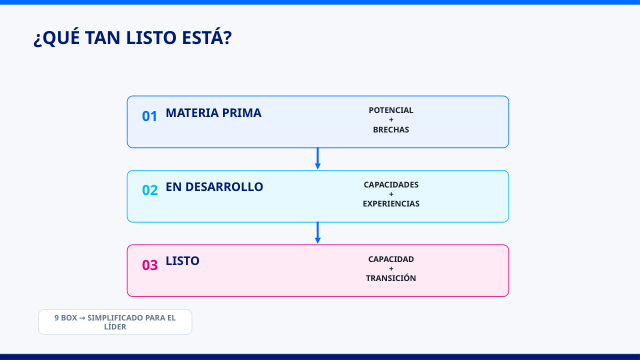 ¿QUÉ TAN LISTO ESTÁ?
01 MATERIA PRIMA
POTENCIAL
+
BRECHAS
02 EN DESARROLLO
CAPACIDADES
+
EXPERIENCIAS
03 LISTO
CAPACIDAD
+
TRANSICIÓN
9 BOX → SIMPLIFICADO PARA EL
LÍDER